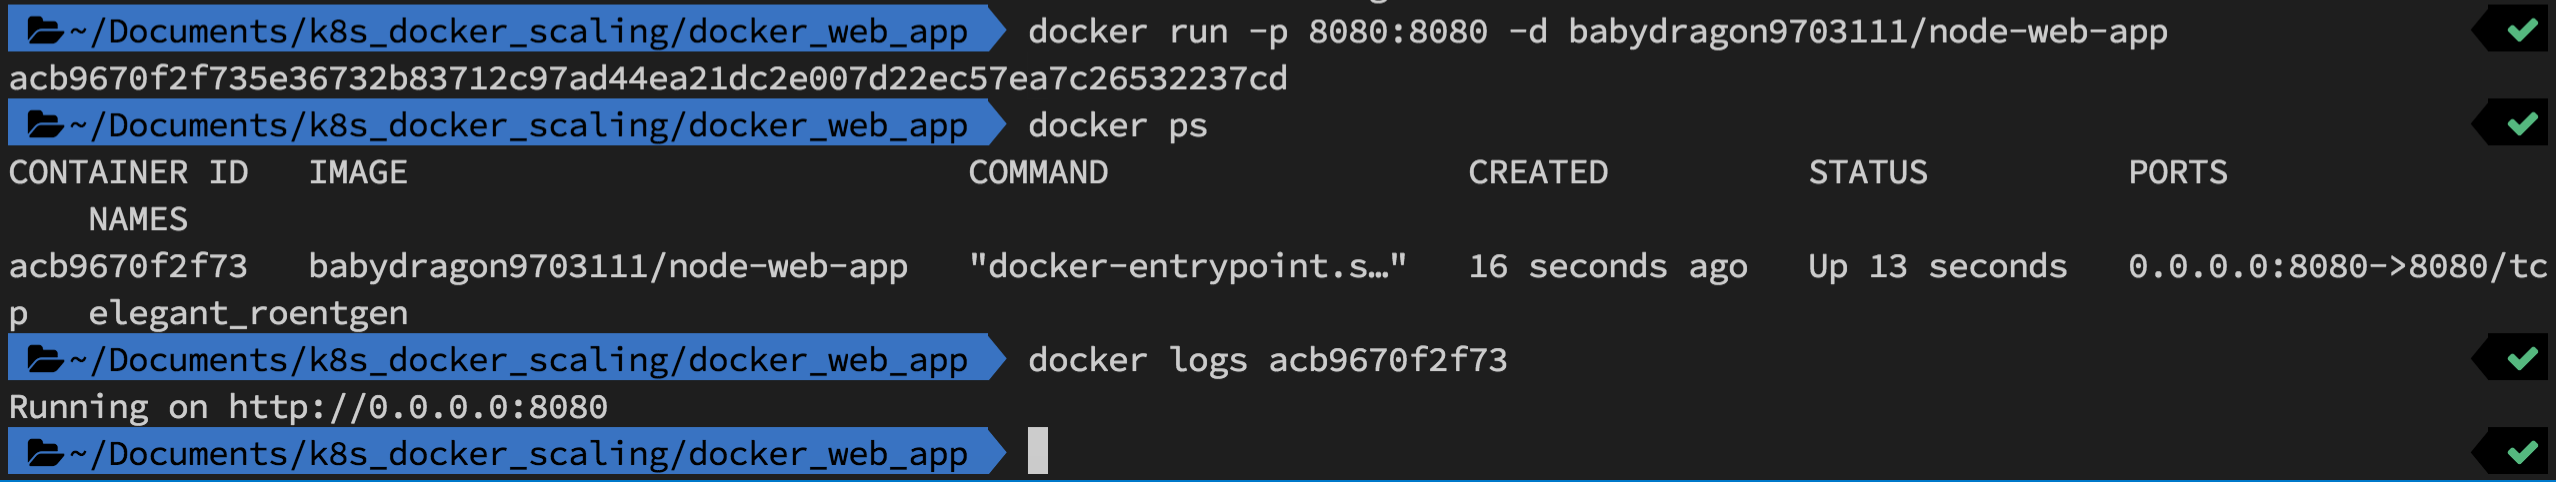 ~/Documents/k8s_docker_scaling/docker_web_app docker run -p 8080:8080 -d babydragon9703111/node-web-app
acb9670f2f735e36732b83712c97ad44ea21dc2e007d22ec57ea7c26532237cd
~/Documents/k8s_docker_scaling/docker_web_app docker ps
CONTAINER ID   IMAGE                            COMMAND                  CREATED          STATUS          PORTS
    NAMES
acb9670f2f73   babydragon9703111/node-web-app   "docker-entrypoint.s…"   16 seconds ago   Up 13 seconds   0.0.0.0:8080->8080/tc
p   elegant_roentgen
~/Documents/k8s_docker_scaling/docker_web_app docker logs acb9670f2f73
Running on http://0.0.0.0:8080
~/Documents/k8s_docker_scaling/docker_web_app